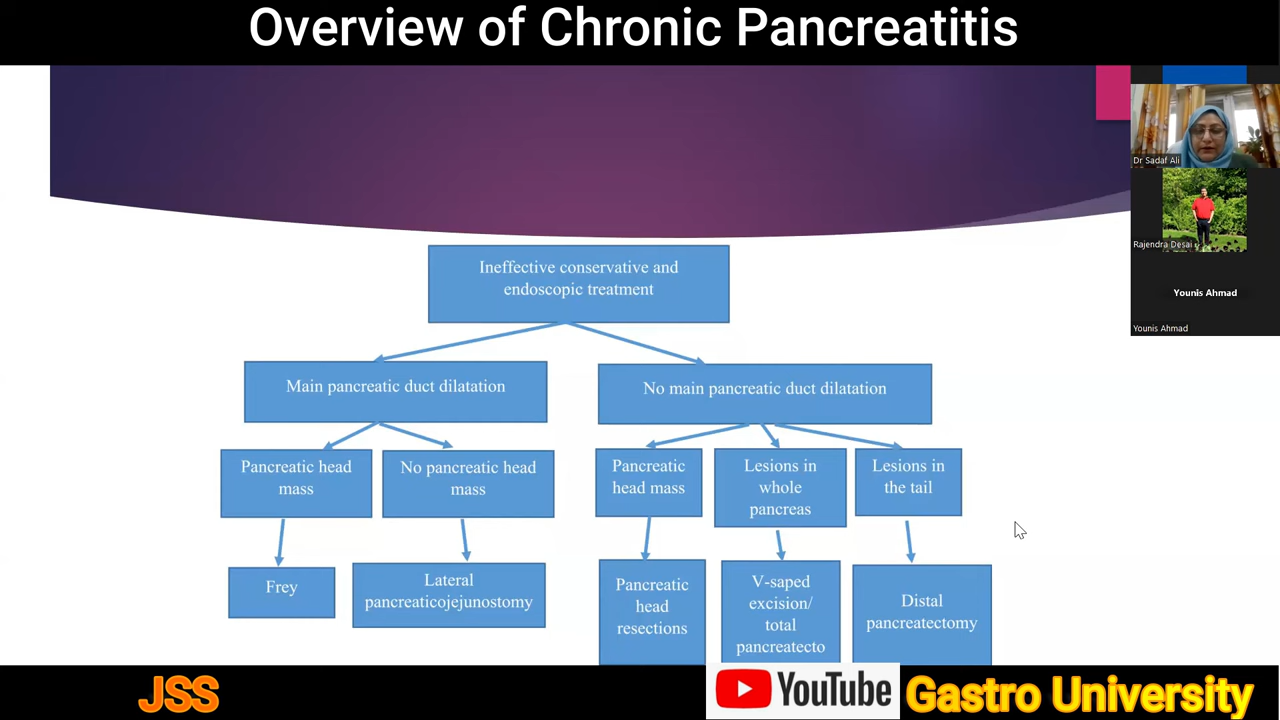 Overview of Chronic Pancreatitis
Dr Sadaf Ali
Rajendra Desai
Younis Ahmad
Younis Ahmad
Ineffective conservative and
endoscopic treatment
Main pancreatic duct dilatation
No main pancreatic duct dilatation
Pancreatic head
mass
No pancreatic head
mass
Pancreatic
head mass
Lesions in
whole
pancreas
Lesions in
the tail
Frey
Lateral
pancreaticojejunostomy
Pancreatic
head
resections
V-saped
excision/
total
pancreatecto
Distal
pancreatectomy
JSS
YouTube
Gastro University